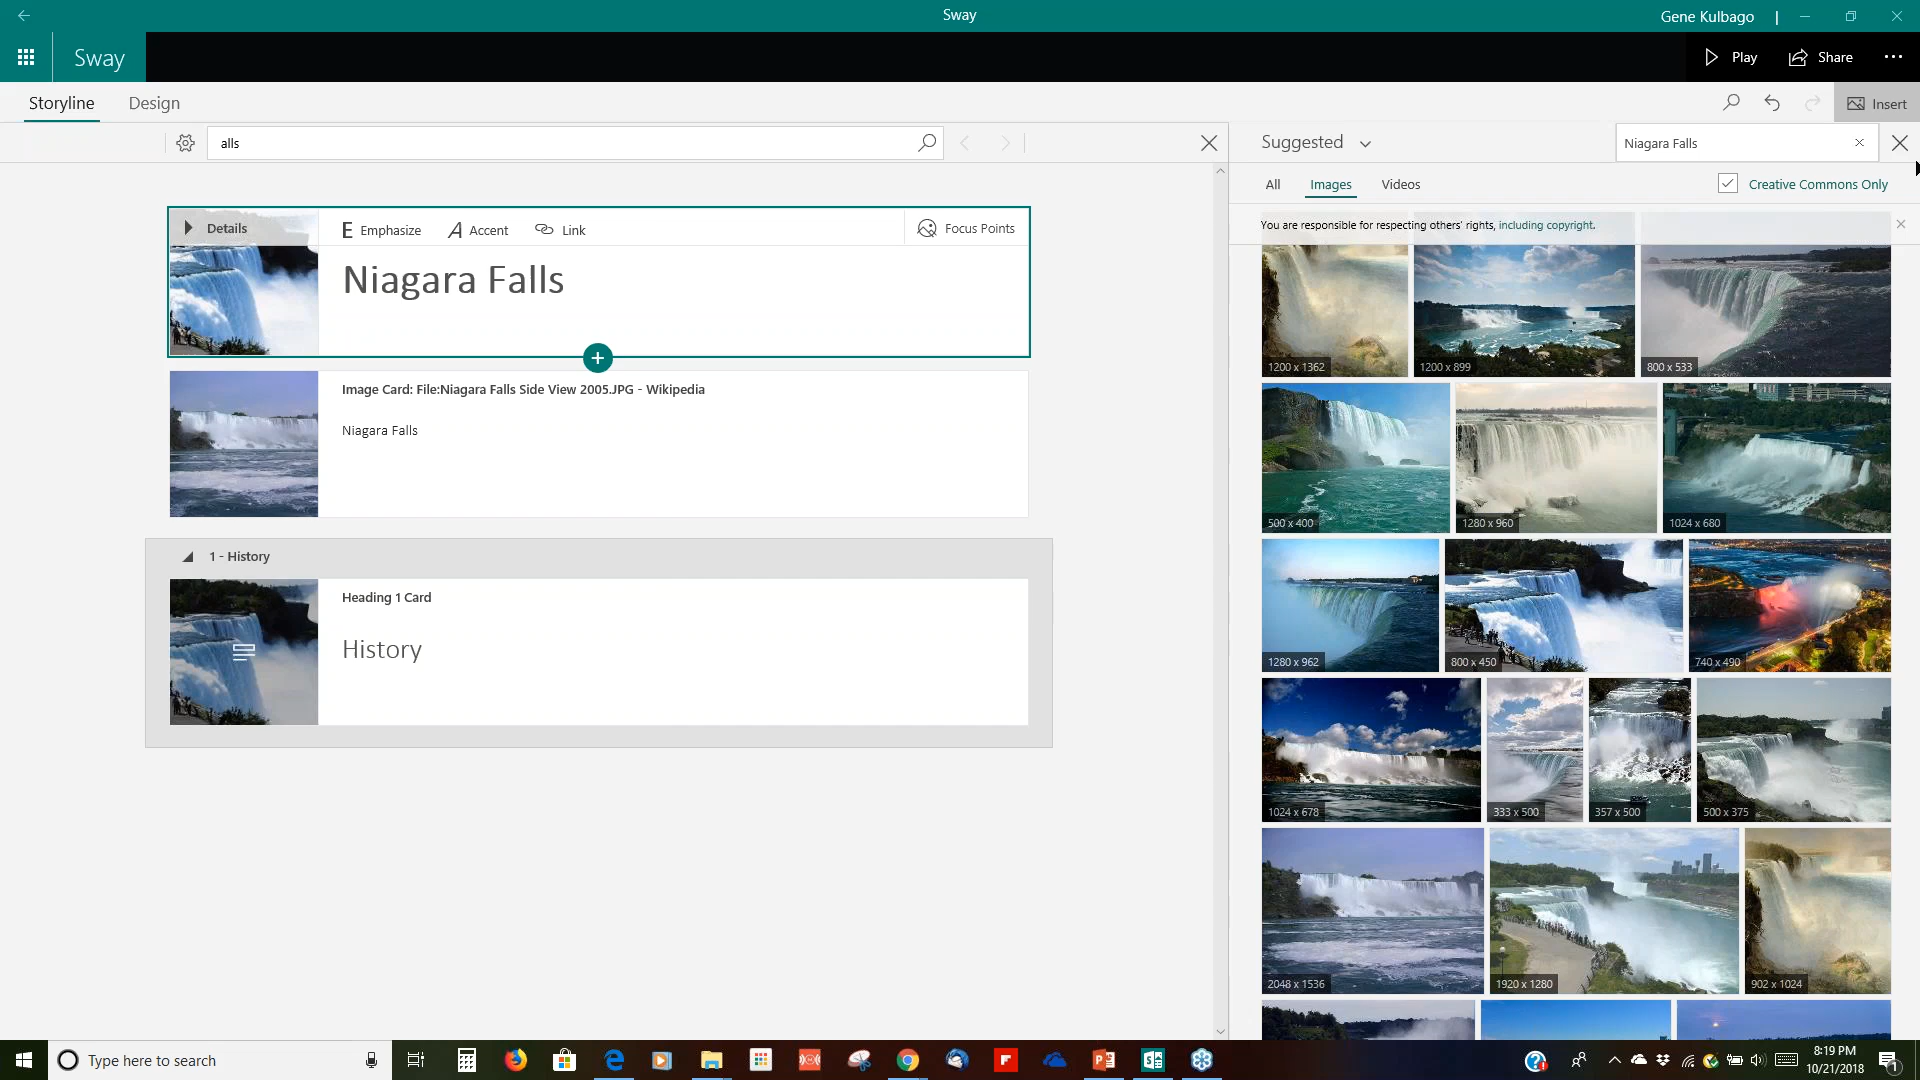 Sway
Gene Kulbago
Sway
Play
Share
Storyline
Design
Insert
alls
Suggested
Niagara Falls
All
Images
Videos
Creative Commons Only
You are responsible for respecting others' rights, including copyright.
Details
E Emphasize
A Accent
Link
Focus Points
Niagara Falls
Image Card: File:Niagara Falls Side View 2005.JPG - Wikipedia
Niagara Falls
1 - History
Heading 1 Card
History
1200 x 1362
1200 x 899
800 x 533
500 x 400
1280 x 960
1024 x 680
1280 x 962
800 x 450
740 x 490
1024 x 678
333 x 500
357 x 500
500 x 375
2048 x 1536
1920 x 1280
902 x 1024
Type here to search
8:19 PM
10/21/2018
1